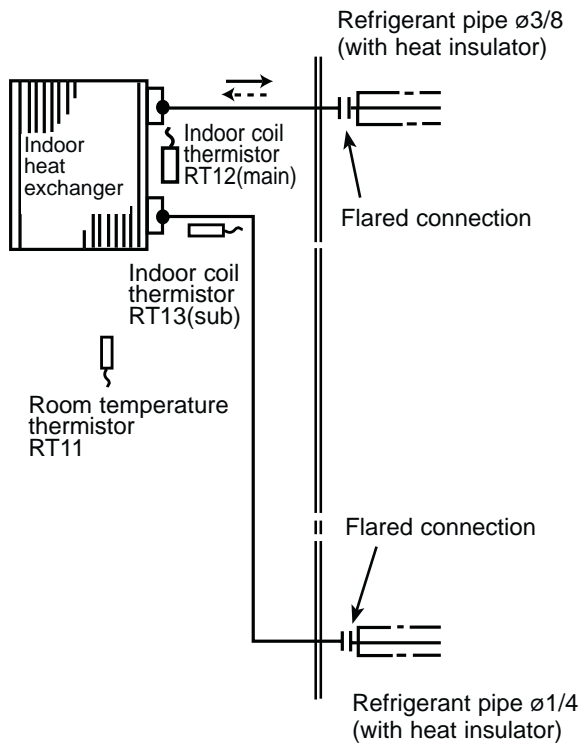 Refrigerant pipe ø3/8
(with heat insulator)
Indoor
heat
exchanger
Indoor coil
thermistor
RT12(main)
Flared connection
Indoor coil
thermistor
RT13(sub)
Room temperature
thermistor
RT11
Flared connection
Refrigerant pipe ø1/4
(with heat insulator)